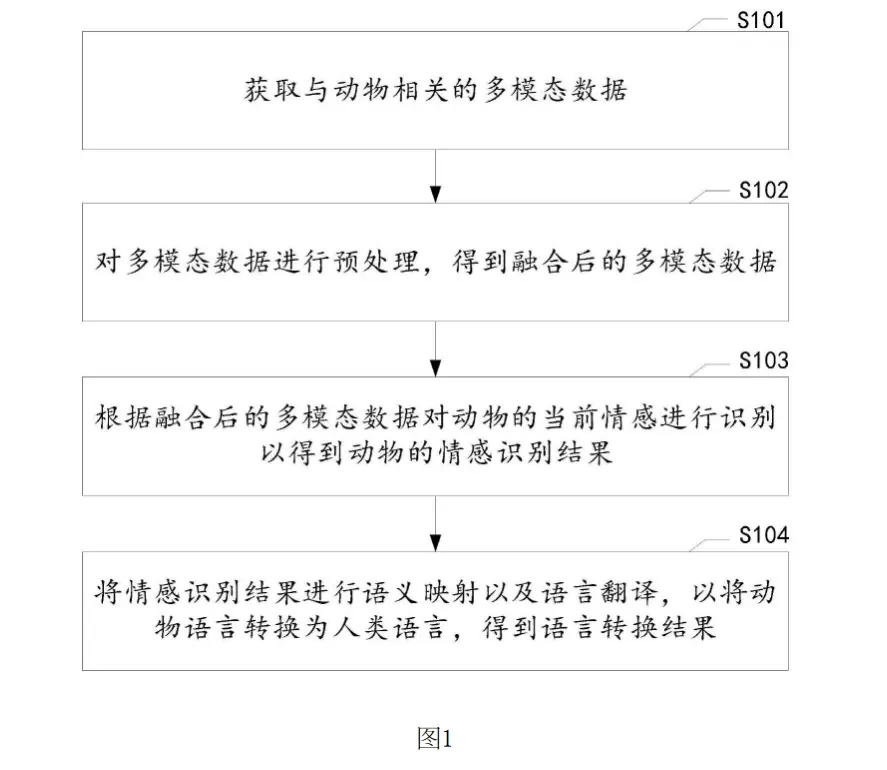 S101
获取与动物相关的多模态数据
S102
对多模态数据进行预处理，得到融合后的多模态数据
S103
根据融合后的多模态数据对动物的当前情感进行识别
以得到动物的情感识别结果
S104
将情感识别结果进行语义映射以及语言翻译，以将动
物语言转换为人类语言，得到语言转换结果
图1